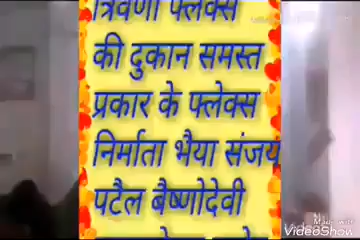 त्रिवेणी फ्लेक्स
की दुकान समस्त
प्रकार के फ्लेक्स
निर्माता भैया संजय
पटैल बैष्णोदेवी
Made with
VideoShow